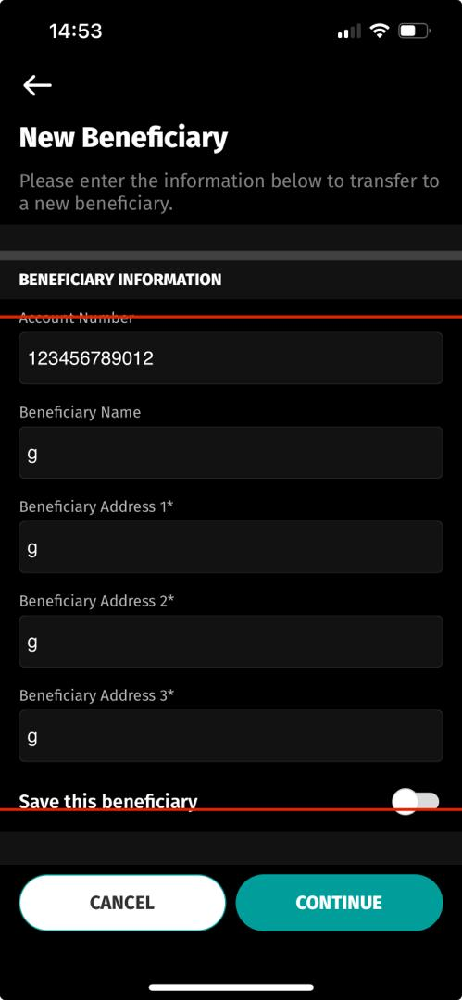 14:53
New Beneficiary
Please enter the information below to transfer to
a new beneficiary.
BENEFICIARY INFORMATION
Account Number
123456789012
Beneficiary Name
g
Beneficiary Address 1*
g
Beneficiary Address 2*
g
Beneficiary Address 3*
g
Save this beneficiary
CANCEL CONTINUE